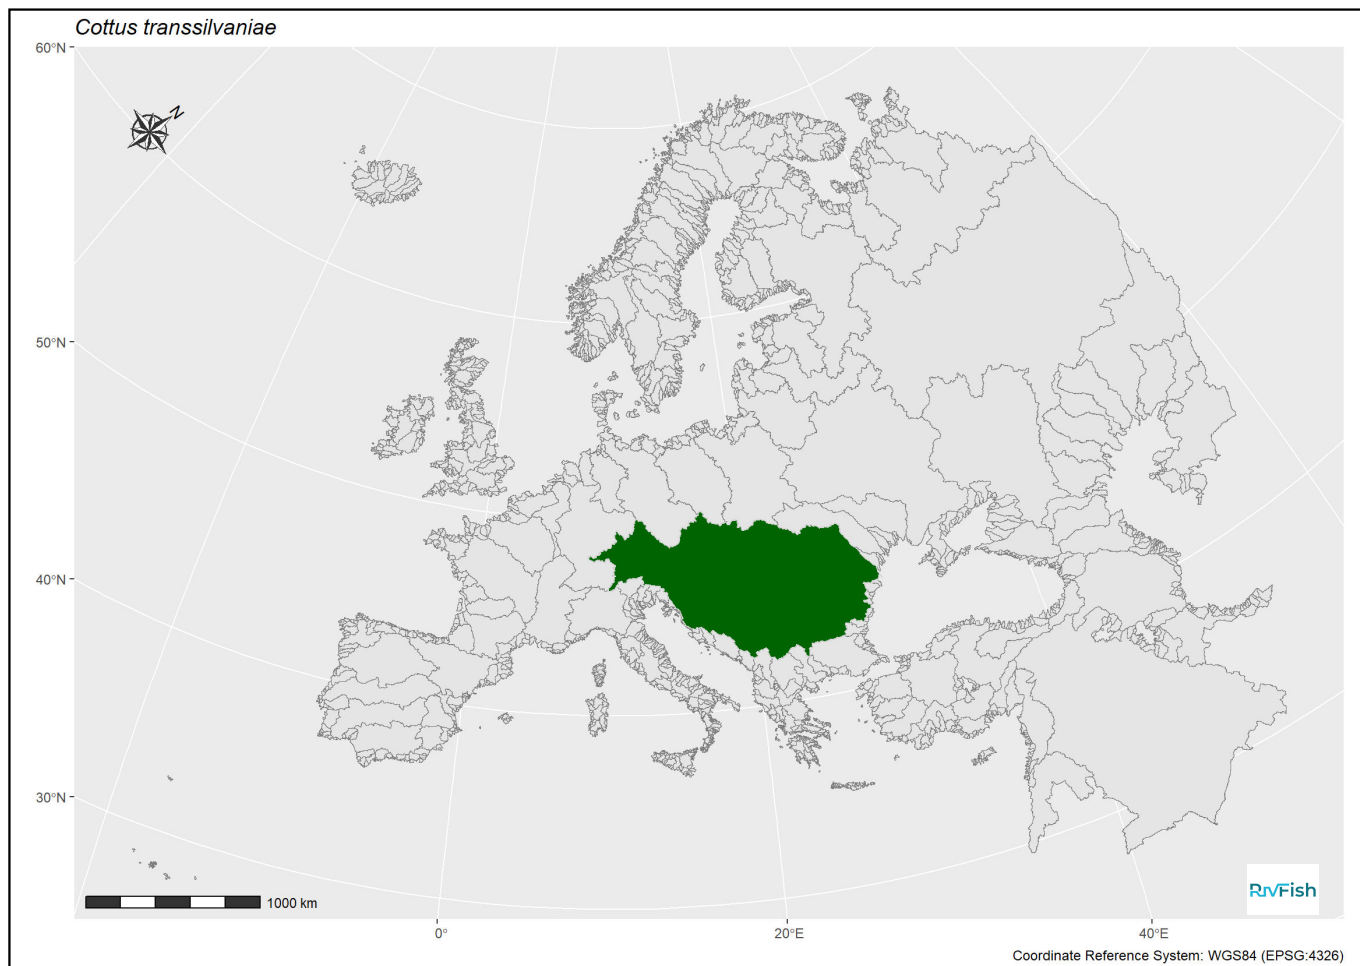 Cottus transsilvaniae
60°N
N
50°N
40°N
30°N
1000 km
RIVFish
0°
20°E
40°E
Coordinate Reference System: WGS84 (EPSG:4326)